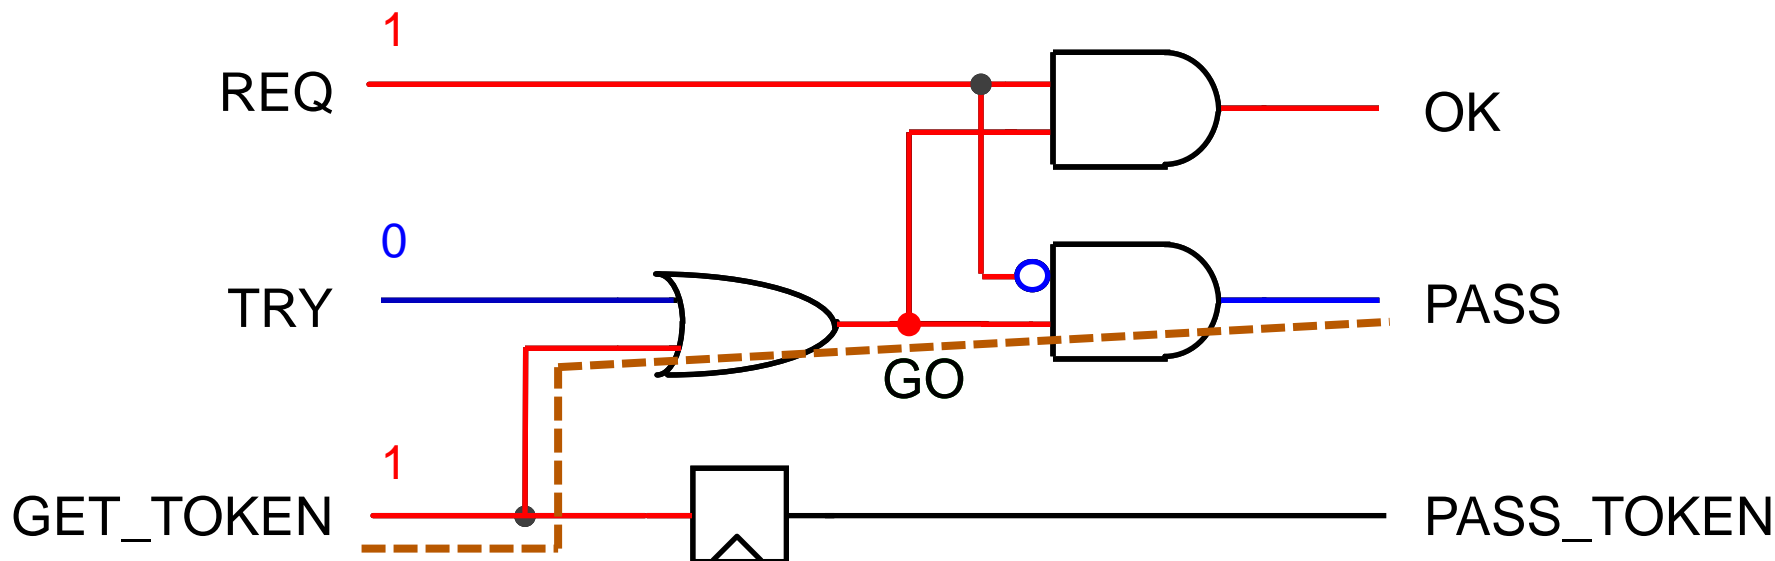 1
REQ
OK
0
TRY
PASS
GO
1
GET_TOKEN
PASS_TOKEN